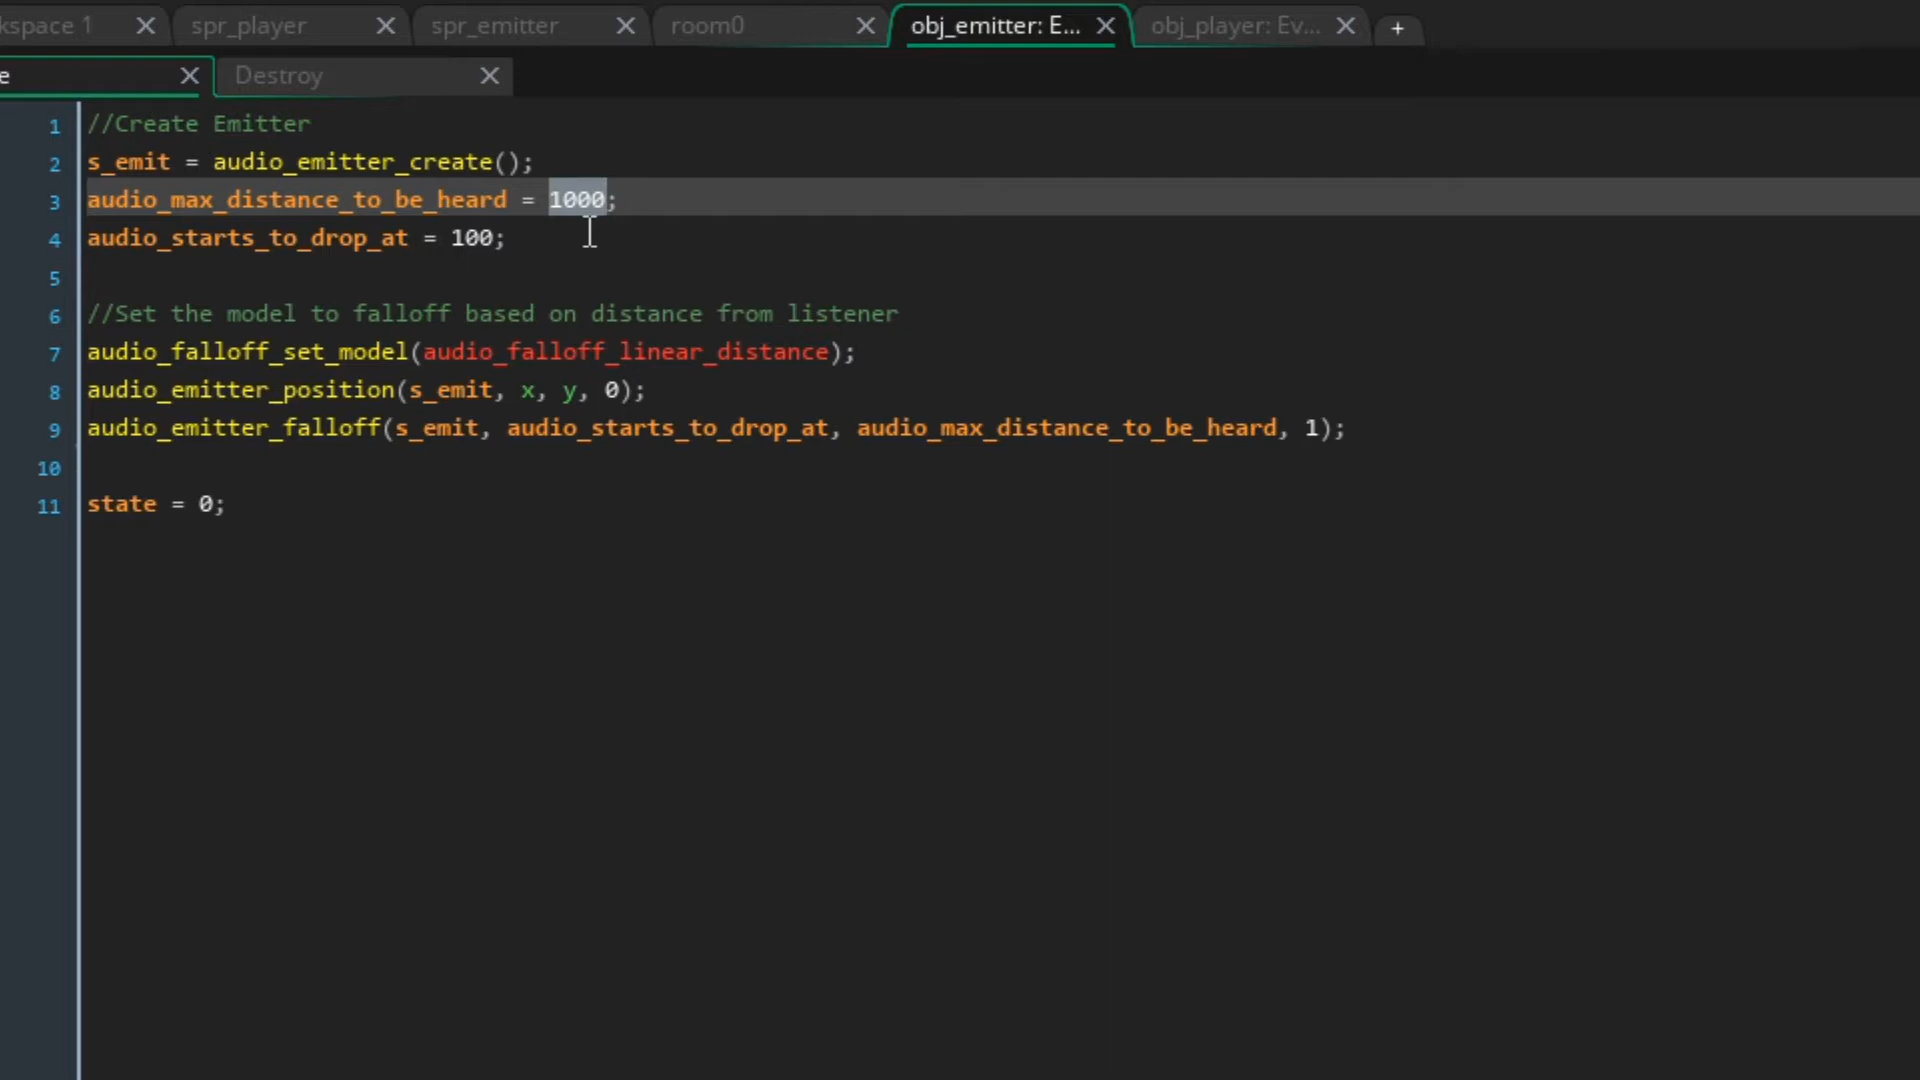 kspace 1 spr_player spr_emitter room0 obj_emitter: E... obj_player: Ev... +
e Destroy
1 //Create Emitter
2 s_emit = audio_emitter_create();
3 audio_max_distance_to_be_heard = 1000;
4 audio_starts_to_drop_at = 100;
5
6 //Set the model to falloff based on distance from listener
7 audio_falloff_set_model(audio_falloff_linear_distance);
8 audio_emitter_position(s_emit, x, y, 0);
9 audio_emitter_falloff(s_emit, audio_starts_to_drop_at, audio_max_distance_to_be_heard, 1);
10
11 state = 0;